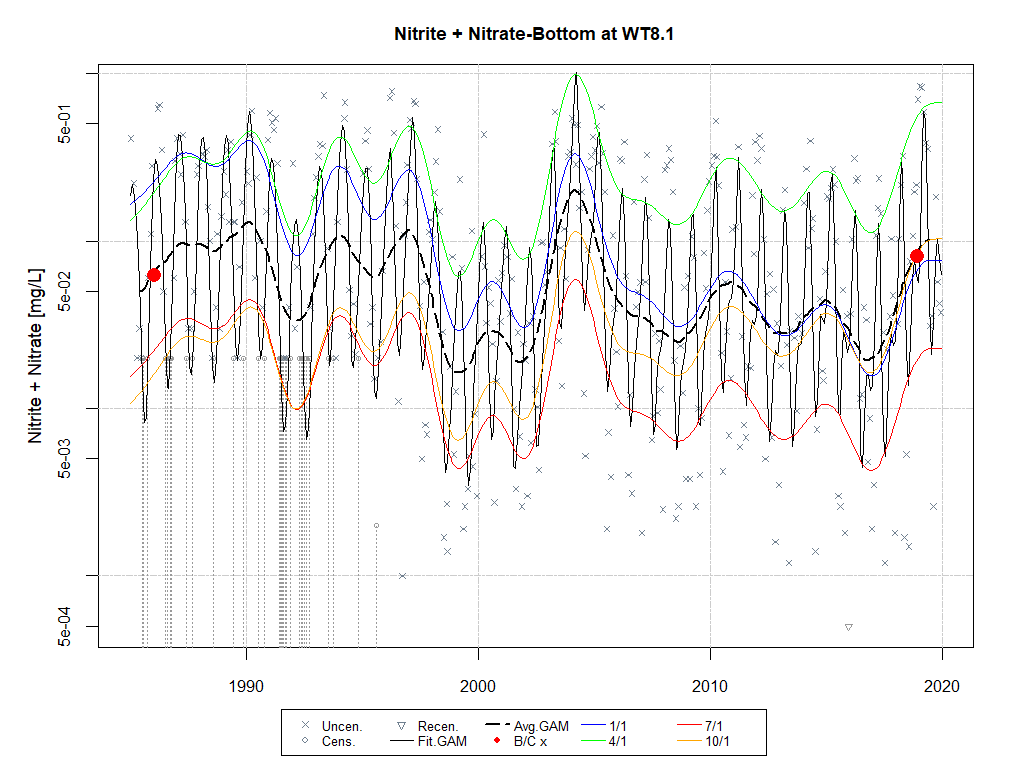 Nitrite + Nitrate-Bottom at WT8.1
Nitrite + Nitrate [mg/L]
5e-01
5e-02
5e-03
5e-04
1990 2000 2010 2020
Uncen. Recen. Avg.GAM 1/1 7/1
Cens. Fit.GAM B/C x 4/1 10/1